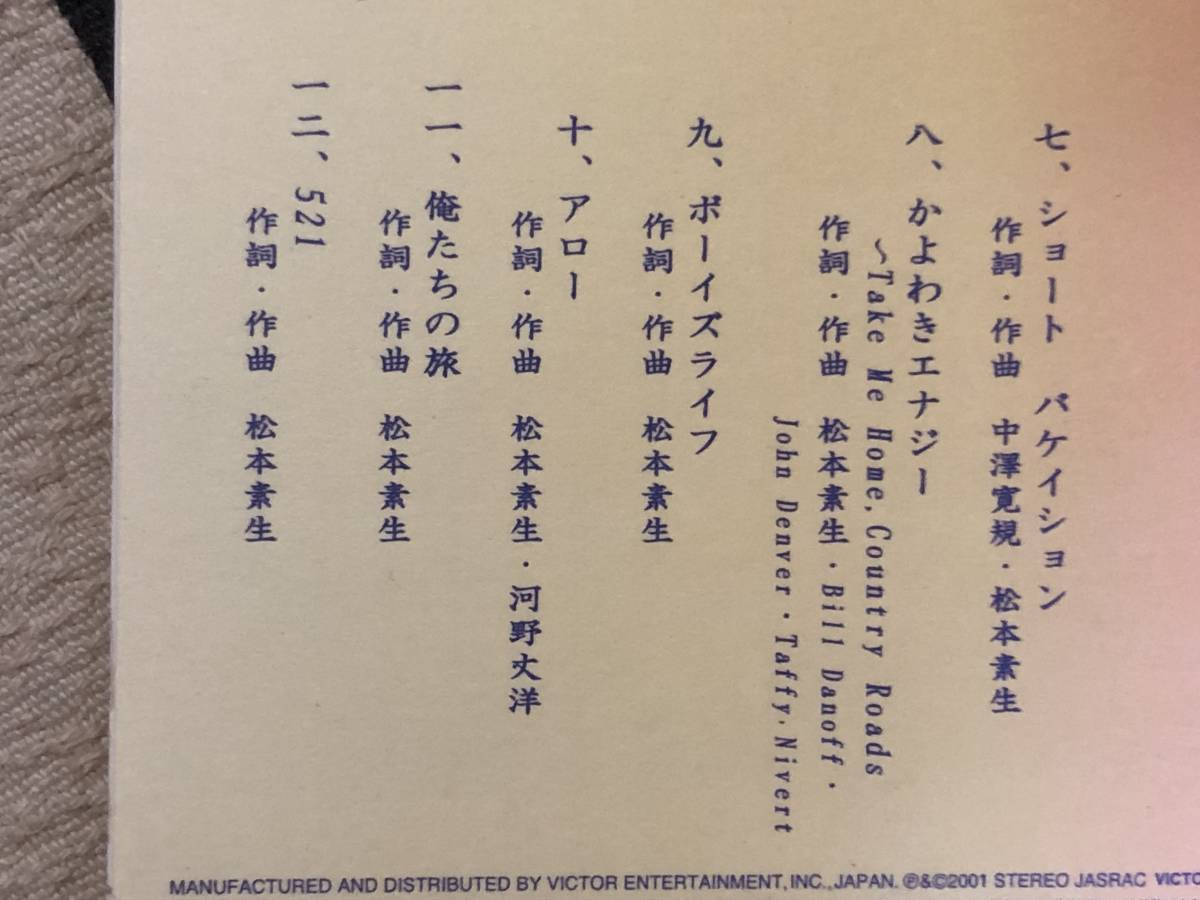 七、ショート バケイション
作詞・作曲 中澤寛規・松本素生
八、かよわきエナジー
～Take Me Home, Country Roads
作詞・作曲 松本素生・Bill Danoff・
John Denver・Taffy・Nivert
九、ボーイズライフ
作詞・作曲 松本素生
十、アロー
作詞・作曲 松本素生・河野丈洋
一一、俺たちの旅
作詞・作曲 松本素生
一二、521
作詞・作曲 松本素生
MANUFACTURED AND DISTRIBUTED BY VICTOR ENTERTAINMENT, INC., JAPAN. ℗&©2001 STEREO JASRAC VICTO